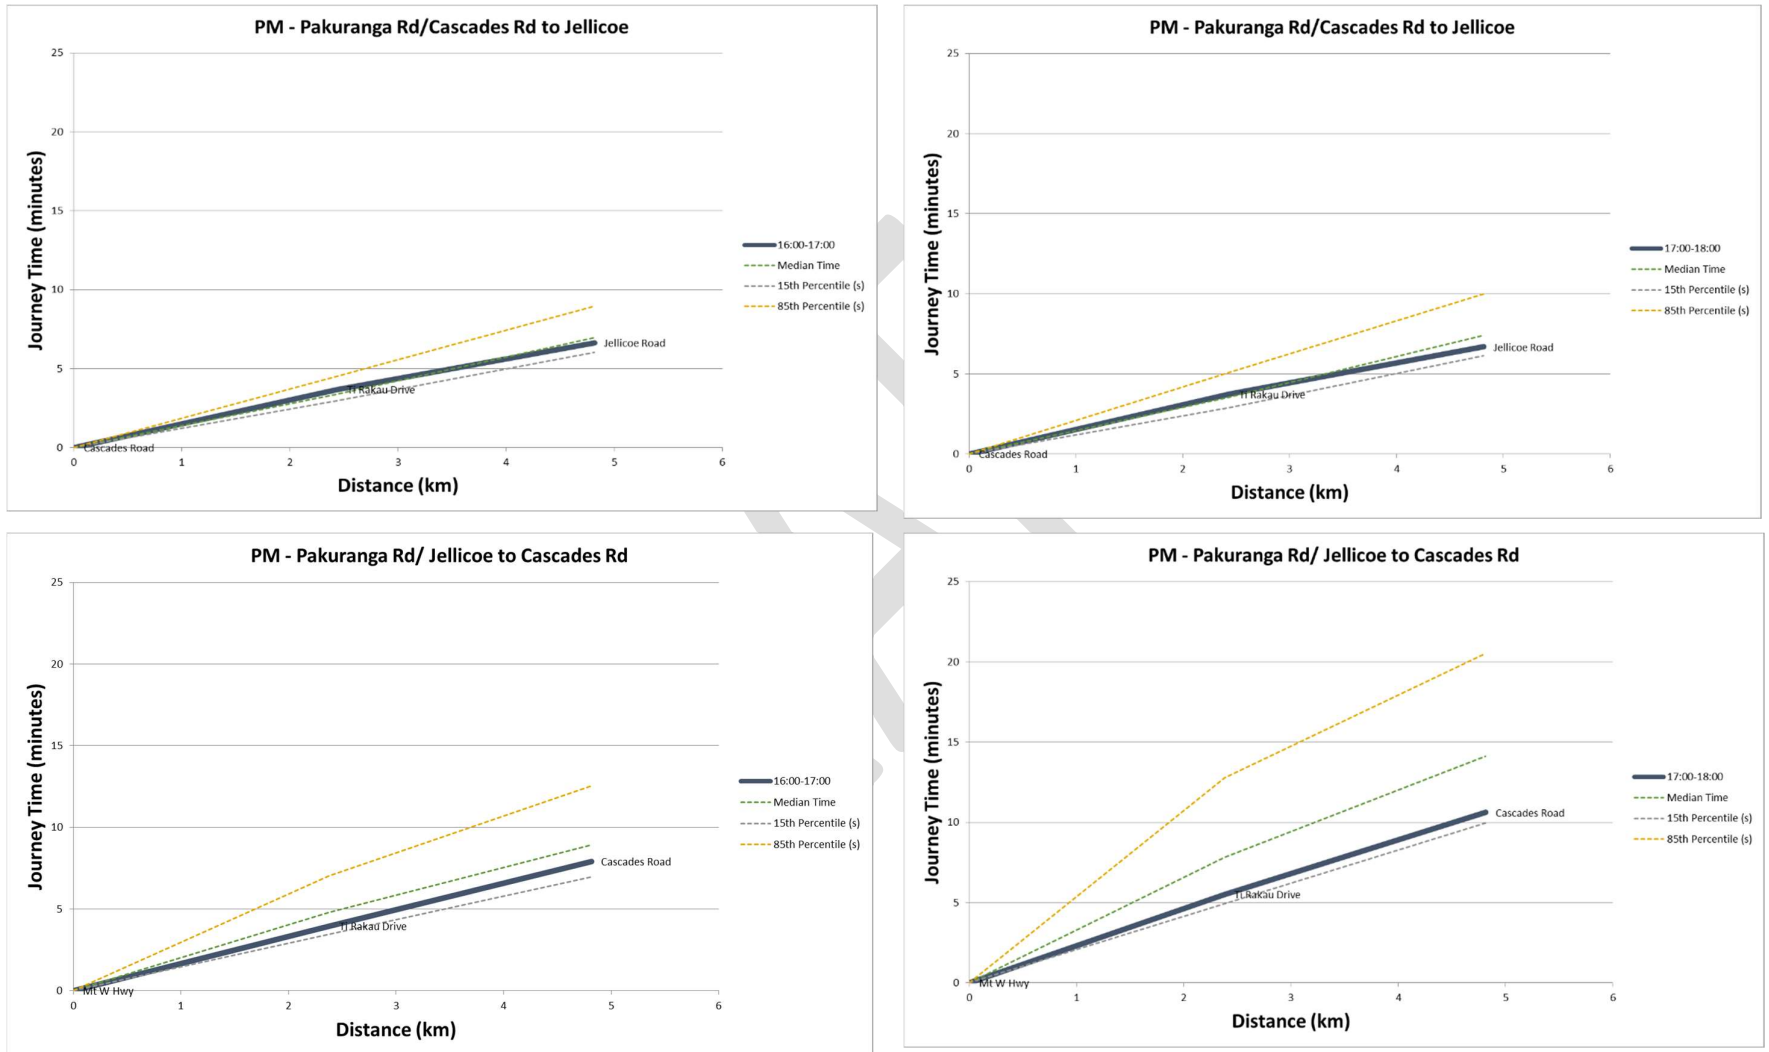 PM - Pakuranga Rd/Cascades Rd to Jellicoe
25
20
15
10
5
0
Journey Time (minutes)
Jellicoe Road
Ti Rakau Drive
Cascades Road
0 1 2 3 4 5 6
Distance (km)
16:00-17:00
Median Time
15th Percentile (s)
85th Percentile (s)
PM - Pakuranga Rd/Cascades Rd to Jellicoe
25
20
15
10
5
0
Journey Time (minutes)
Jellicoe Road
Ti Rakau Drive
Cascades Road
0 1 2 3 4 5 6
Distance (km)
17:00-18:00
Median Time
15th Percentile (s)
85th Percentile (s)
PM - Pakuranga Rd/ Jellicoe to Cascades Rd
25
20
15
10
5
0
Journey Time (minutes)
Cascades Road
Ti Rakau Drive
Mt W Hwy
0 1 2 3 4 5 6
Distance (km)
16:00-17:00
Median Time
15th Percentile (s)
85th Percentile (s)
PM - Pakuranga Rd/ Jellicoe to Cascades Rd
25
20
15
10
5
0
Journey Time (minutes)
Cascades Road
Ti Rakau Drive
Mt W Hwy
0 1 2 3 4 5 6
Distance (km)
17:00-18:00
Median Time
15th Percentile (s)
85th Percentile (s)